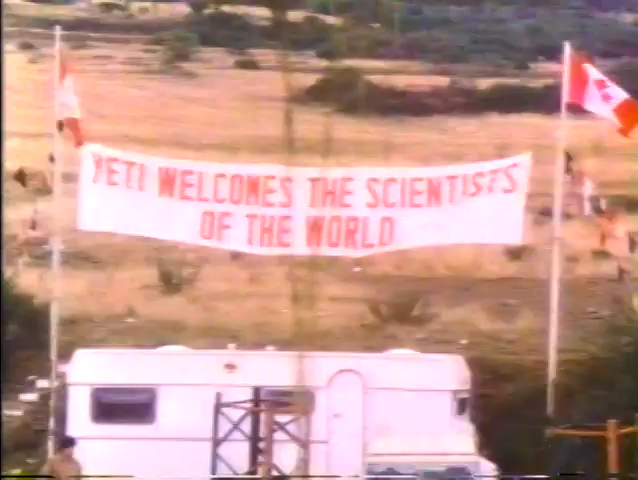 YETI WELCOMES THE SCIENTISTS
OF THE WORLD